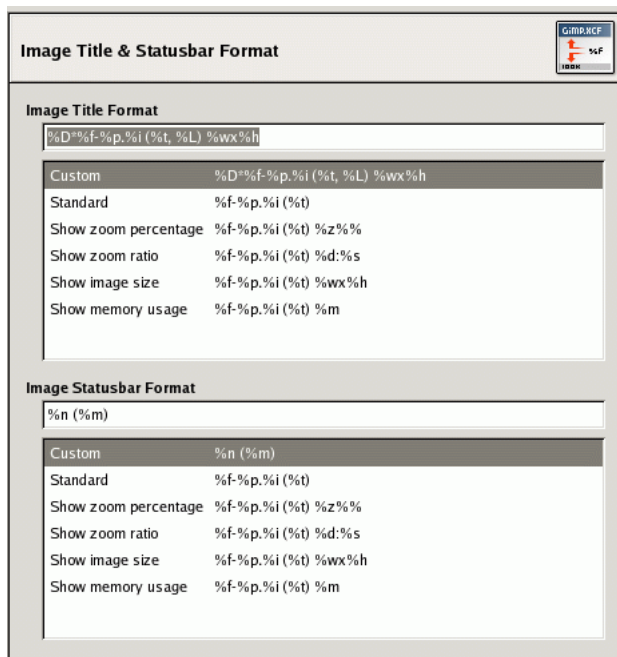 Image Title & Statusbar Format
GIMP.XCF
%F
100K
Image Title Format
%D*%f-%p.%i (%t, %L) %wx%h
Custom %D*%f-%p.%i (%t, %L) %wx%h
Standard %f-%p.%i (%t)
Show zoom percentage %f-%p.%i (%t) %z%%
Show zoom ratio %f-%p.%i (%t) %d:%s
Show image size %f-%p.%i (%t) %wx%h
Show memory usage %f-%p.%i (%t) %m
Image Statusbar Format
%n (%m)
Custom %n (%m)
Standard %f-%p.%i (%t)
Show zoom percentage %f-%p.%i (%t) %z%%
Show zoom ratio %f-%p.%i (%t) %d:%s
Show image size %f-%p.%i (%t) %wx%h
Show memory usage %f-%p.%i (%t) %m